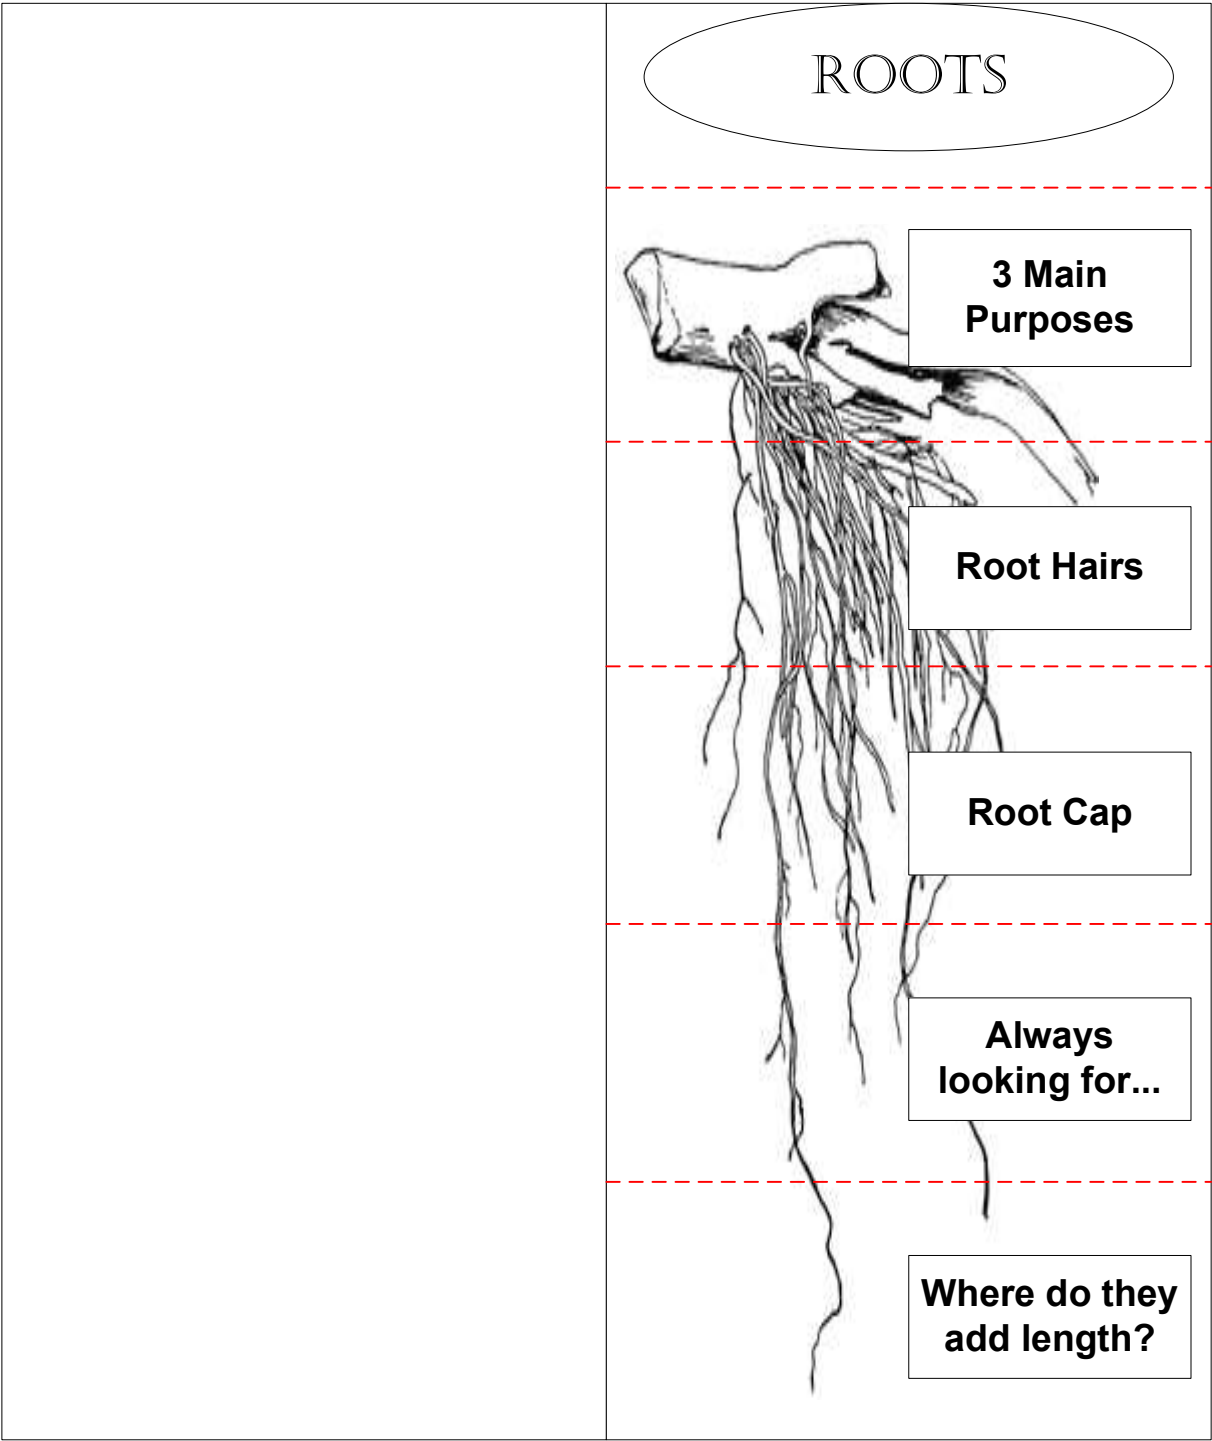 ROOTS
3 Main
Purposes
Root Hairs
Root Cap
Always
looking for...
Where do they
add length?